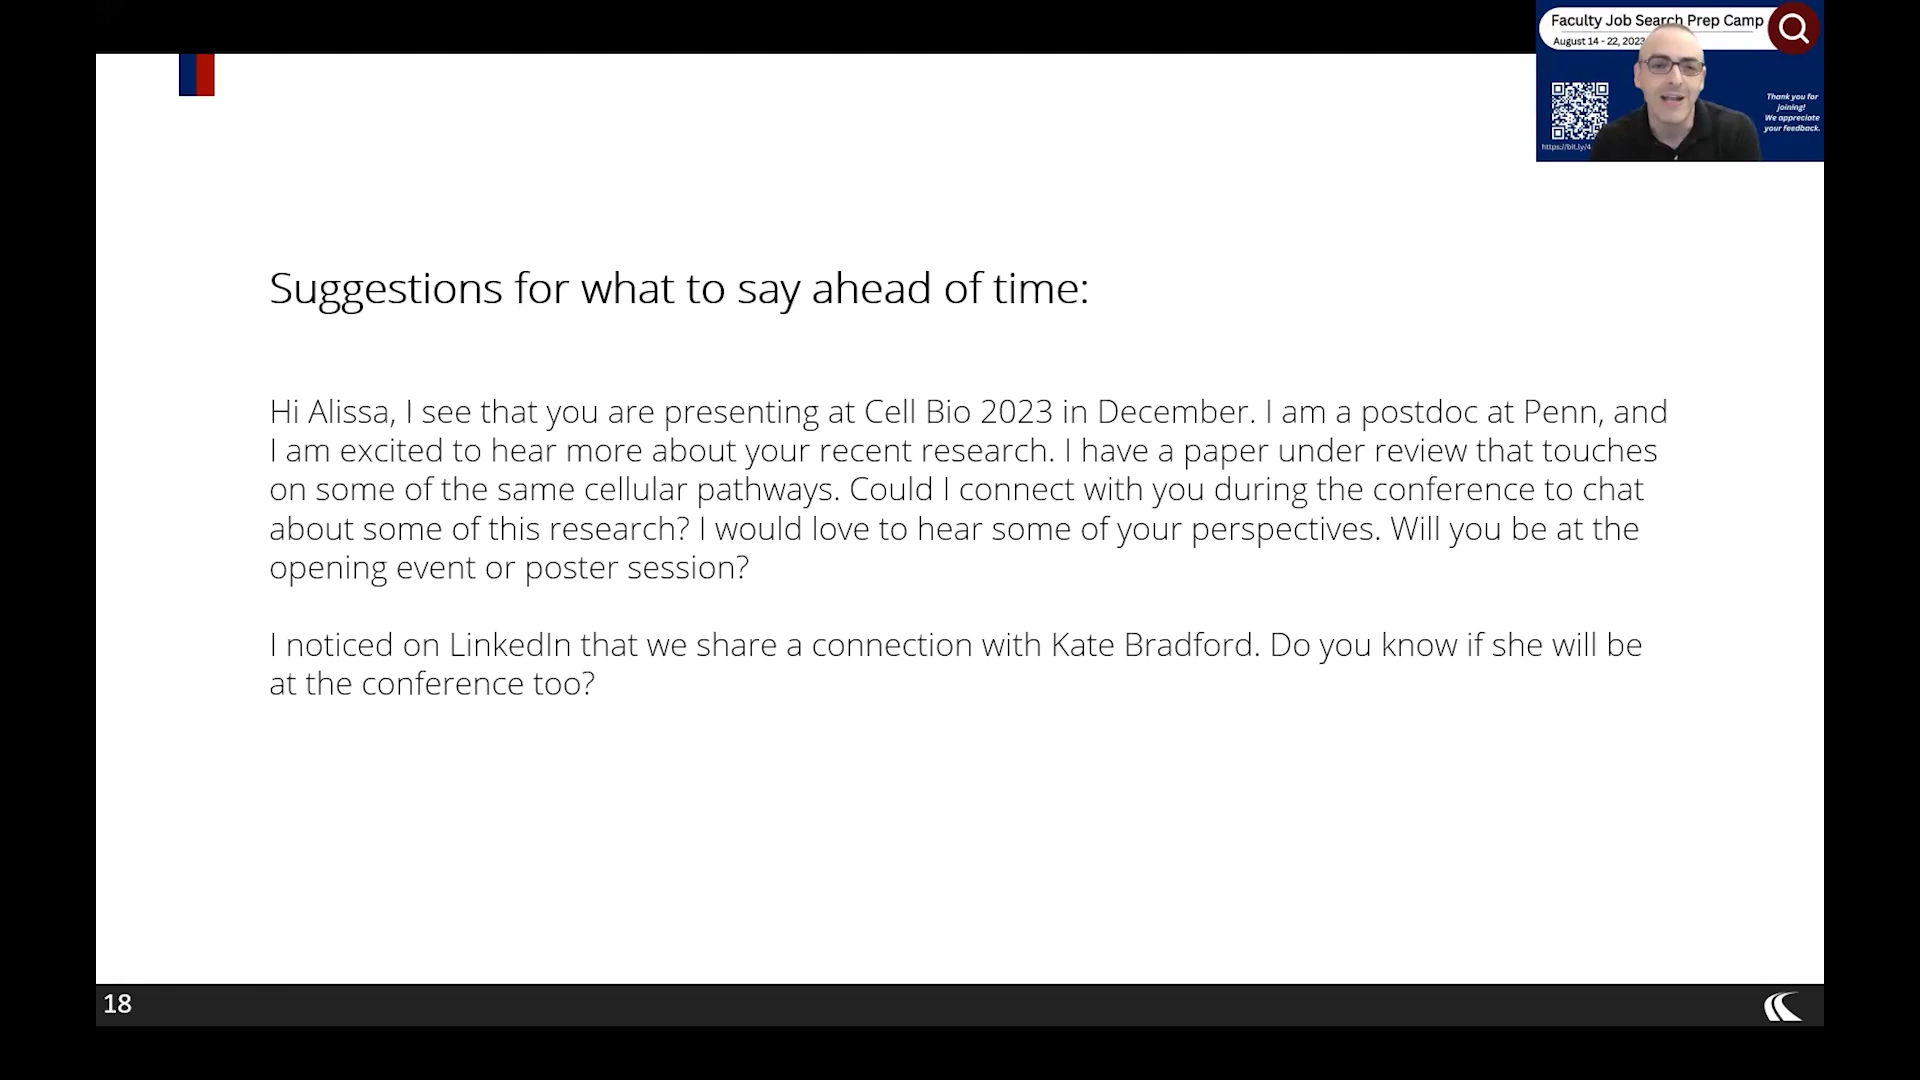 Faculty Job Search Prep Camp
August 14 - 22, 2023
Thank you for
joining!
We appreciate
your feedback.
https://bit.ly/4
Suggestions for what to say ahead of time:
Hi Alissa, I see that you are presenting at Cell Bio 2023 in December. I am a postdoc at Penn, and
I am excited to hear more about your recent research. I have a paper under review that touches
on some of the same cellular pathways. Could I connect with you during the conference to chat
about some of this research? I would love to hear some of your perspectives. Will you be at the
opening event or poster session?
I noticed on LinkedIn that we share a connection with Kate Bradford. Do you know if she will be
at the conference too?
18